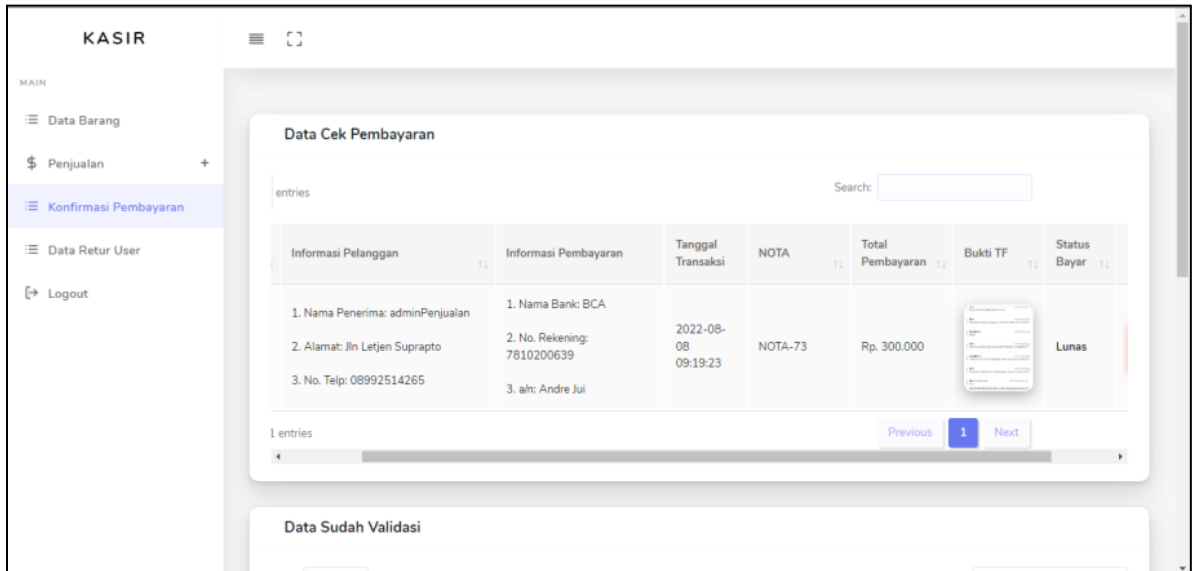 KASIR
MAIN
Data Barang
Penjualan +
Konfirmasi Pembayaran
Data Retur User
Logout
Data Cek Pembayaran
entries
Search:
Informasi Pelanggan
Informasi Pembayaran
Tanggal
Transaksi
NOTA
Total
Pembayaran
Bukti TF
Status
Bayar
1. Nama Penerima: adminPenjualan
2. Alamat: Jln Letjen Suprapto
3. No. Telp: 08992514265
1. Nama Bank: BCA
2. No. Rekening:
7810200639
3. a/n: Andre Jui
2022-08-
08
09:19:23
NOTA-73
Rp. 300.000
Lunas
1 entries
Previous 1 Next
Data Sudah Validasi